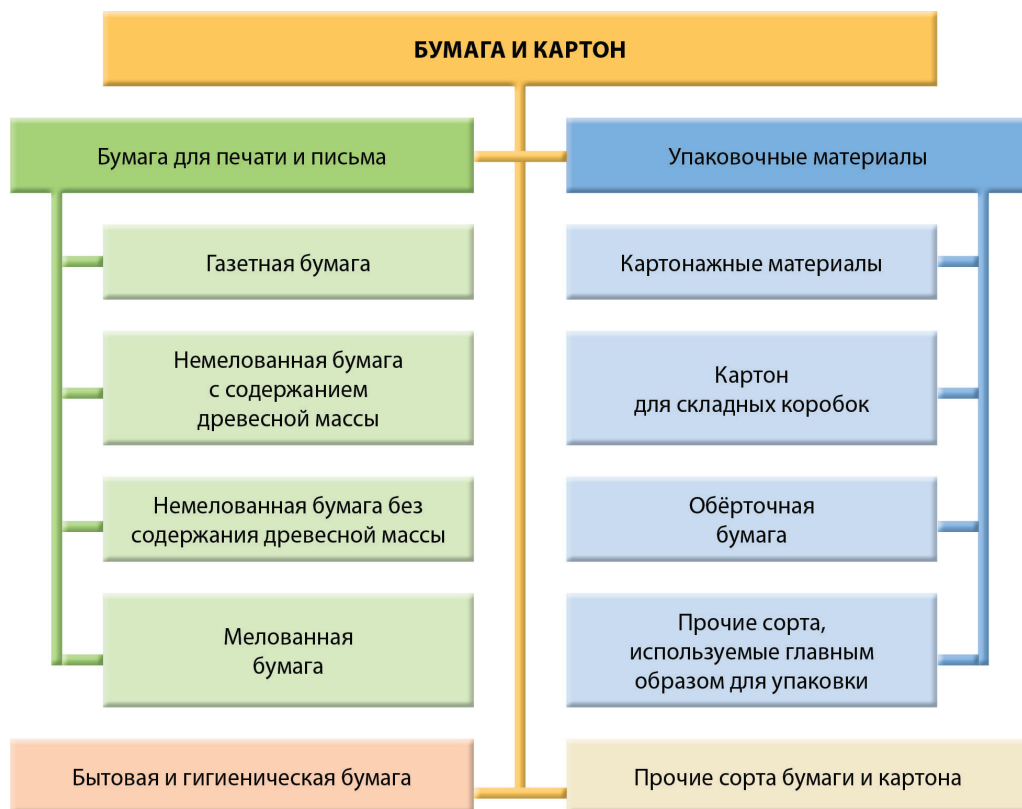 БУМАГА И КАРТОН
Бумага для печати и письма
Газетная бумага
Немелованная бумага
с содержанием
древесной массы
Немелованная бумага без
содержания древесной массы
Мелованная
бумага
Упаковочные материалы
Картонажные материалы
Картон
для складных коробок
Обёрточная
бумага
Прочие сорта,
используемые главным
образом для упаковки
Бытовая и гигиеническая бумага
Прочие сорта бумаги и картона